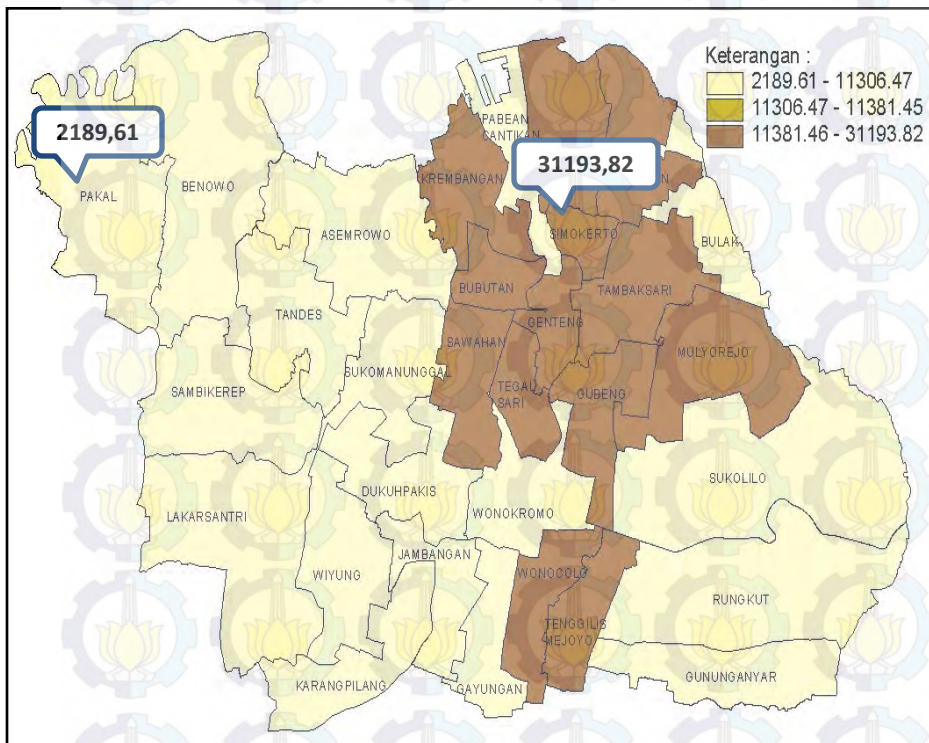 Keterangan :
2189.61 - 11306.47
11306.47 - 11381.45
11381.46 - 31193.82
2189,61
PABEAN
CANTIKAN
31193,82
KREMBANGAN
PAKAL
BENOWO
ASEMROWO
SIMOKERTO
BULAK
BUBUTAN
TAMBAKSARI
TANDES
GENTENG
SAWAHAN
MULYOREJO
SUKOMANUNGGAL
SAMBIKEREP
TEGAL
SARI
GUBENG
SUKOLILO
DUKUHPAKIS
WONOKROMO
LAKARSANTRI
JAMBANGAN
WIYUNG
WONOCOLO
RUNGKUT
TENGGILIS
MEJOYO
GUNUNGANYAR
KARANGPILANG
GAYUNGAN